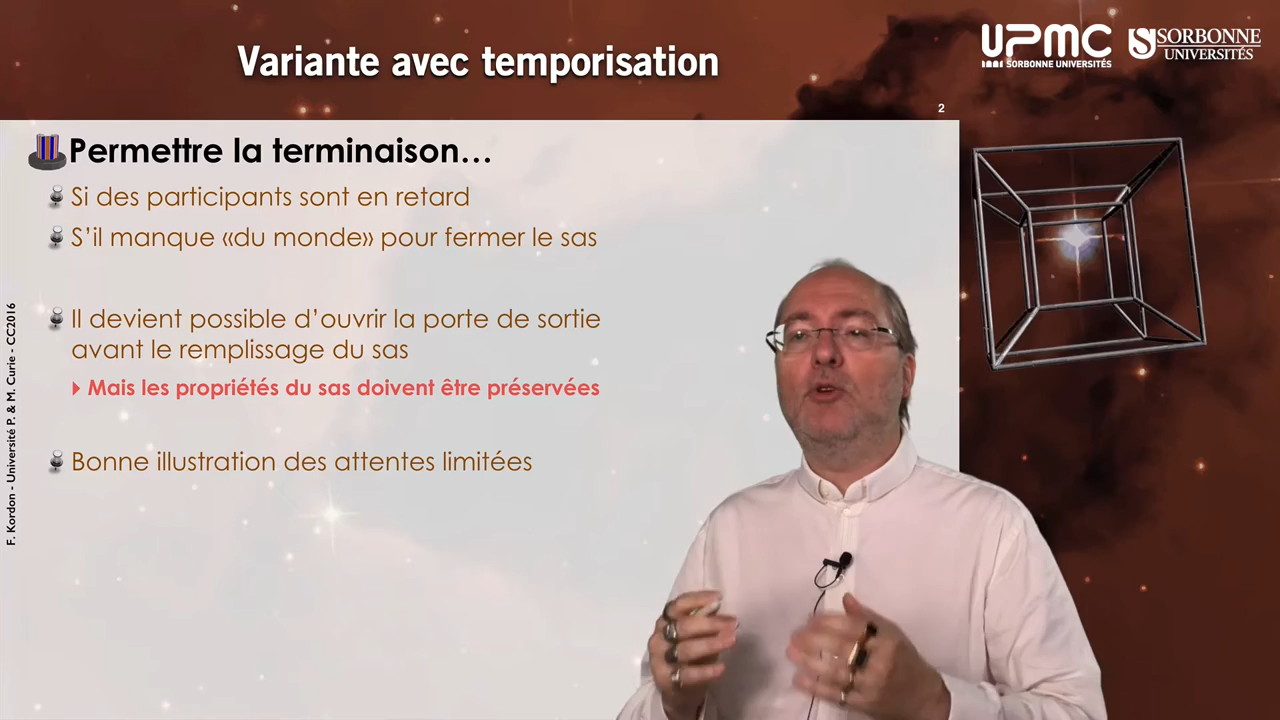 Variante avec temporisation
UPMC
SORBONNE UNIVERSITÉS
SORBONNE
UNIVERSITÉS
2
Permettre la terminaison…
Si des participants sont en retard
S’il manque «du monde» pour fermer le sas
Il devient possible d’ouvrir la porte de sortie
avant le remplissage du sas
Mais les propriétés du sas doivent être préservées
Bonne illustration des attentes limitées
F. Kordon - Université P. & M. Curie - CC2016